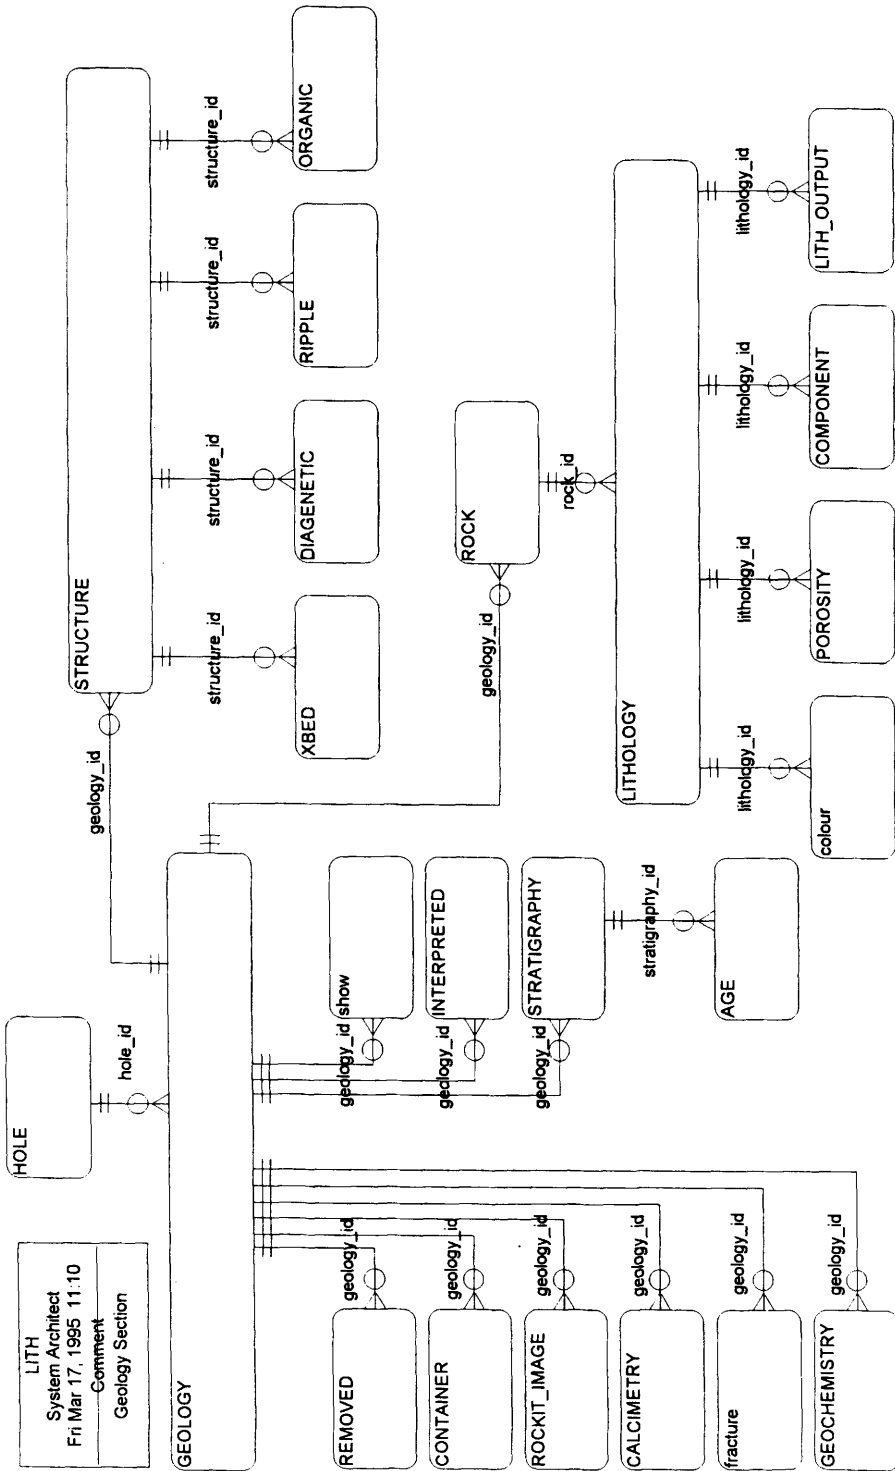 LITH
System Architect
Fri Mar 17, 1995 11:10
Comment
Geology Section
HOLE
hole_id
GEOLOGY
geology_id
STRUCTURE
structure_id
structure_id
structure_id
structure_id
XBED
DIAGENETIC
RIPPLE
ORGANIC
geology_id
ROCK
rock_id
LITHOLOGY
lithology_id
lithology_id
lithology_id
lithology_id
colour
POROSITY
COMPONENT
LITH_OUTPUT
geology_id
show
geology_id
INTERPRETED
geology_id
STRATIGRAPHY
stratigraphy_id
AGE
geology_id
REMOVED
geology_id
CONTAINER
geology_id
ROCKIT_IMAGE
geology_id
CALCIMETRY
geology_id
fracture
geology_id
GEOCHEMISTRY